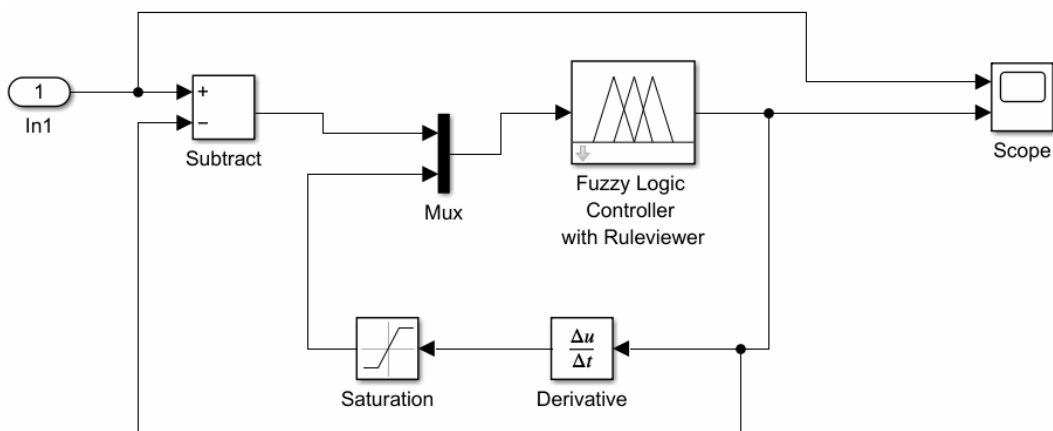 1
In1
+
−
Subtract
Mux
Fuzzy Logic
Controller
with Ruleviewer
Scope
Saturation
Δu
Δt
Derivative